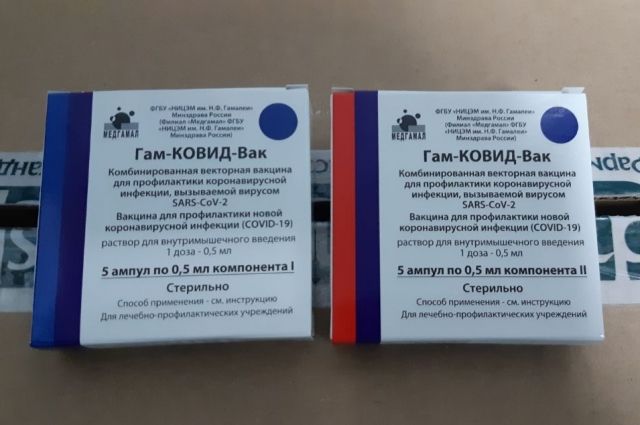 МЕДГАМАЛ
ФГБУ «НИЦЭМ им. Н.Ф. Гамалеи»
Минздрава России
(Филиал «Медгамал» ФГБУ
«НИЦЭМ им. Н.Ф. Гамалеи»
Минздрава России)
Гам-КОВИД-Вак
Комбинированная векторная вакцина
для профилактики коронавирусной
инфекции, вызываемой вирусом
SARS-CoV-2
Вакцина для профилактики новой
коронавирусной инфекции (COVID-19)
раствор для внутримышечного введения
1 доза - 0,5 мл
5 ампул по 0,5 мл компонента I
Стерильно
Способ применения - см. инструкцию
Для лечебно-профилактических учреждений
МЕДГАМАЛ
ФГБУ «НИЦЭМ им. Н.Ф. Гамалеи»
Минздрава России
(Филиал «Медгамал» ФГБУ
«НИЦЭМ им. Н.Ф. Гамалеи»
Минздрава России)
Гам-КОВИД-Вак
Комбинированная векторная вакцина
для профилактики коронавирусной
инфекции, вызываемой вирусом
SARS-CoV-2
Вакцина для профилактики новой
коронавирусной инфекции (COVID-19)
раствор для внутримышечного введения
1 доза - 0,5 мл
5 ампул по 0,5 мл компонента II
Стерильно
Способ применения - см. инструкцию
Для лечебно-профилактических учреждений